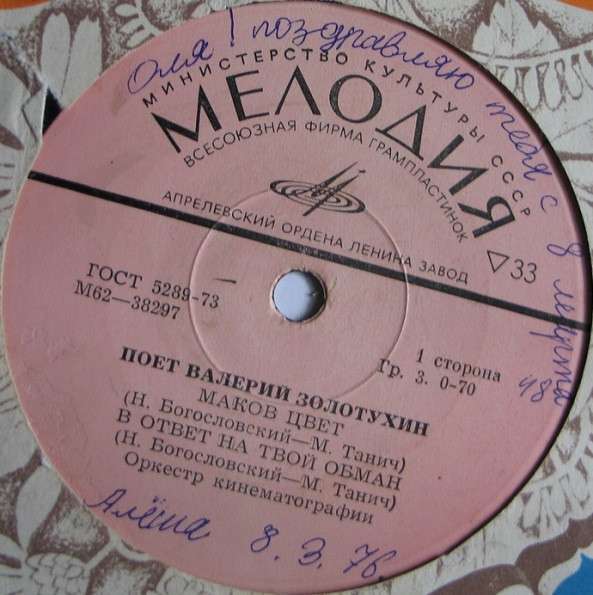 Оля! поздравляю тебя с 8 марта
МИНИСТЕРСТВО КУЛЬТУРЫ СССР
МЕЛОДИЯ
ВСЕСОЮЗНАЯ ФИРМА ГРАМПЛАСТИНОК
АПРЕЛЕВСКИЙ ОРДЕНА ЛЕНИНА ЗАВОД
▽33
ГОСТ 5289-73
М62—38297
1 сторона
Гр. 3. 0-70
ПОЕТ ВАЛЕРИЙ ЗОЛОТУХИН
МАКОВ ЦВЕТ
(Н. Богословский—М. Танич)
В ОТВЕТ НА ТВОЙ ОБМАН
(Н. Богословский—М. Танич)
Оркестр кинематографии
Алёна 8.3.76.